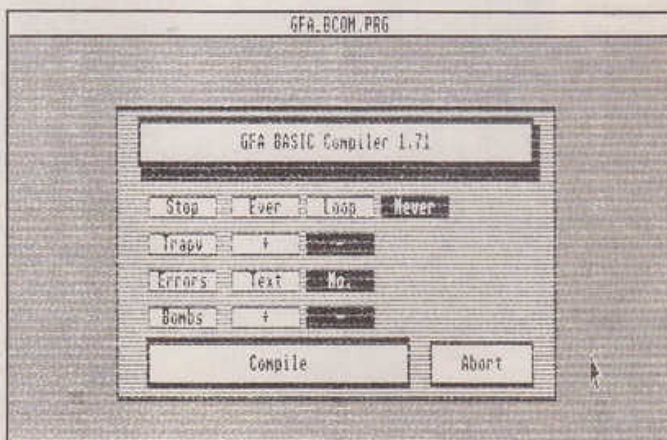 GFA_BCOM.PRG
GFA BASIC Compiler 1.71
Stop Ever Loop Never
Trapv + -
Errors Text No.
Bombs + -
Compile Abort